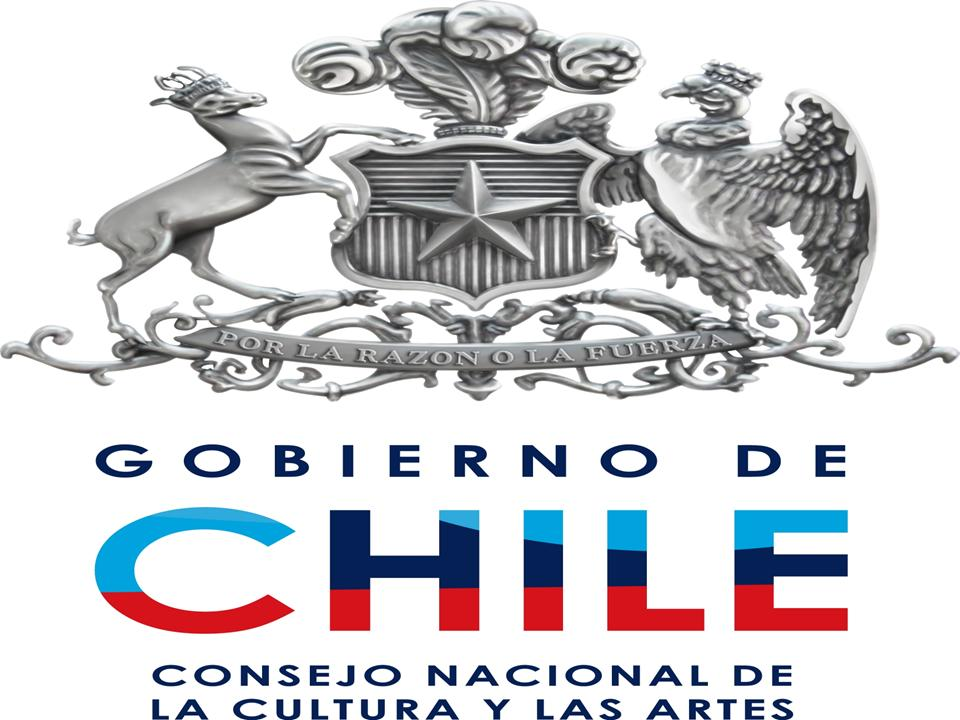 POR LA RAZON O LA FUERZA
GOBIERNO DE
CHILE
CONSEJO NACIONAL DE
LA CULTURA Y LAS ARTES